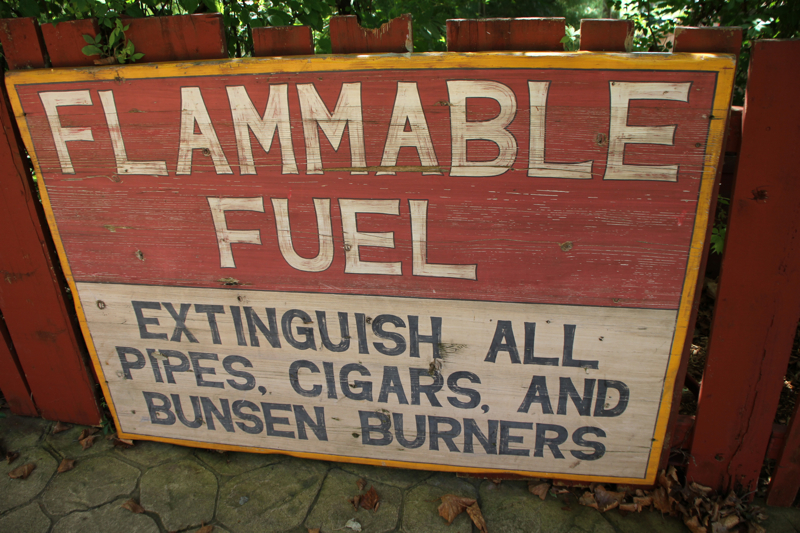 FLAMMABLE
FUEL
EXTINGUISH ALL
PIPES, CIGARS, AND
BUNSEN BURNERS